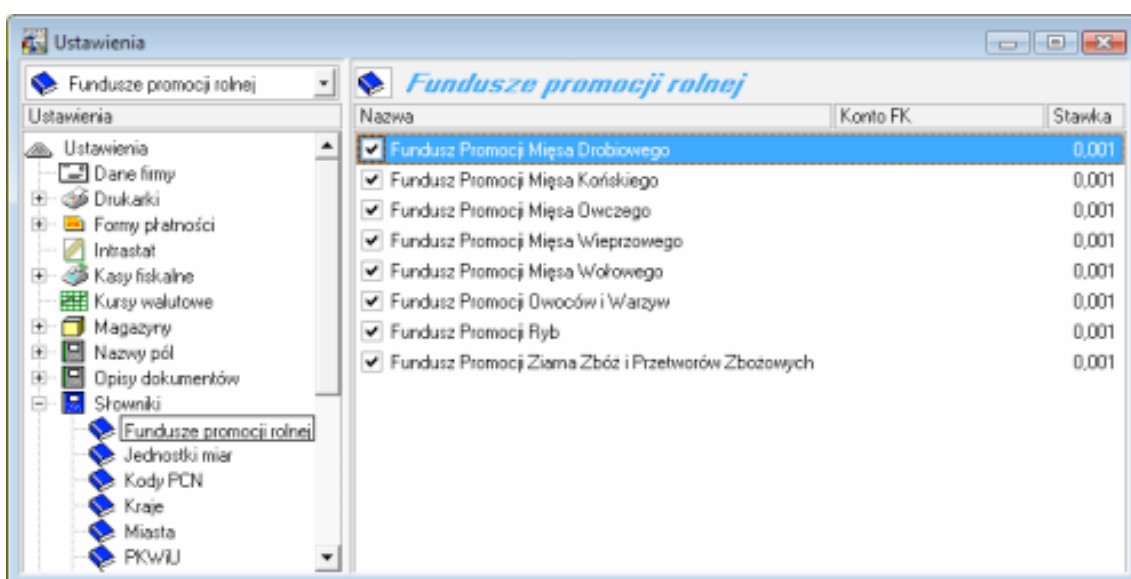 Ustawienia
Fundusze promocji rolnej
Ustawienia
Ustawienia
Dane firmy
Drukarki
Formy płatności
Intrastat
Kasy fiskalne
Kursy walutowe
Magazyny
Nazwy pól
Opisy dokumentów
Słowniki
Fundusze promocji rolnej
Jednostki miar
Kody PCN
Kraje
Miasta
PKWiU
Fundusze promocji rolnej
Nazwa Konto FK Stawka
Fundusz Promocji Mięsa Drobiowego 0,001
Fundusz Promocji Mięsa Końskiego 0,001
Fundusz Promocji Mięsa Owczego 0,001
Fundusz Promocji Mięsa Wieprzowego 0,001
Fundusz Promocji Mięsa Wołowego 0,001
Fundusz Promocji Owoców i Warzyw 0,001
Fundusz Promocji Ryb 0,001
Fundusz Promocji Ziarna Zbóż i Przetworów Zbożowych 0,001